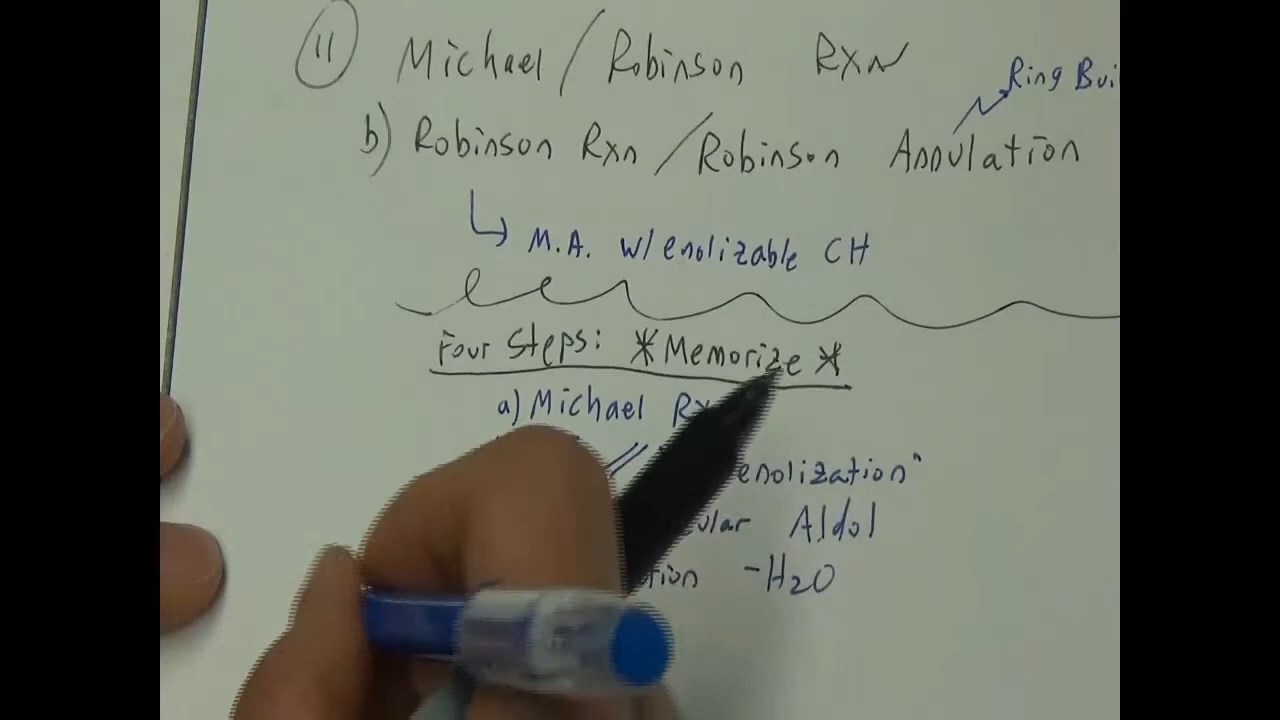 11 Michael / Robinson Rxn
Ring Bui
b) Robinson Rxn / Robinson Annulation
M.A. w/ enolizable CH
Four Steps: *Memorize*
a) Michael Rx
enolization"
Aldol
-H2O